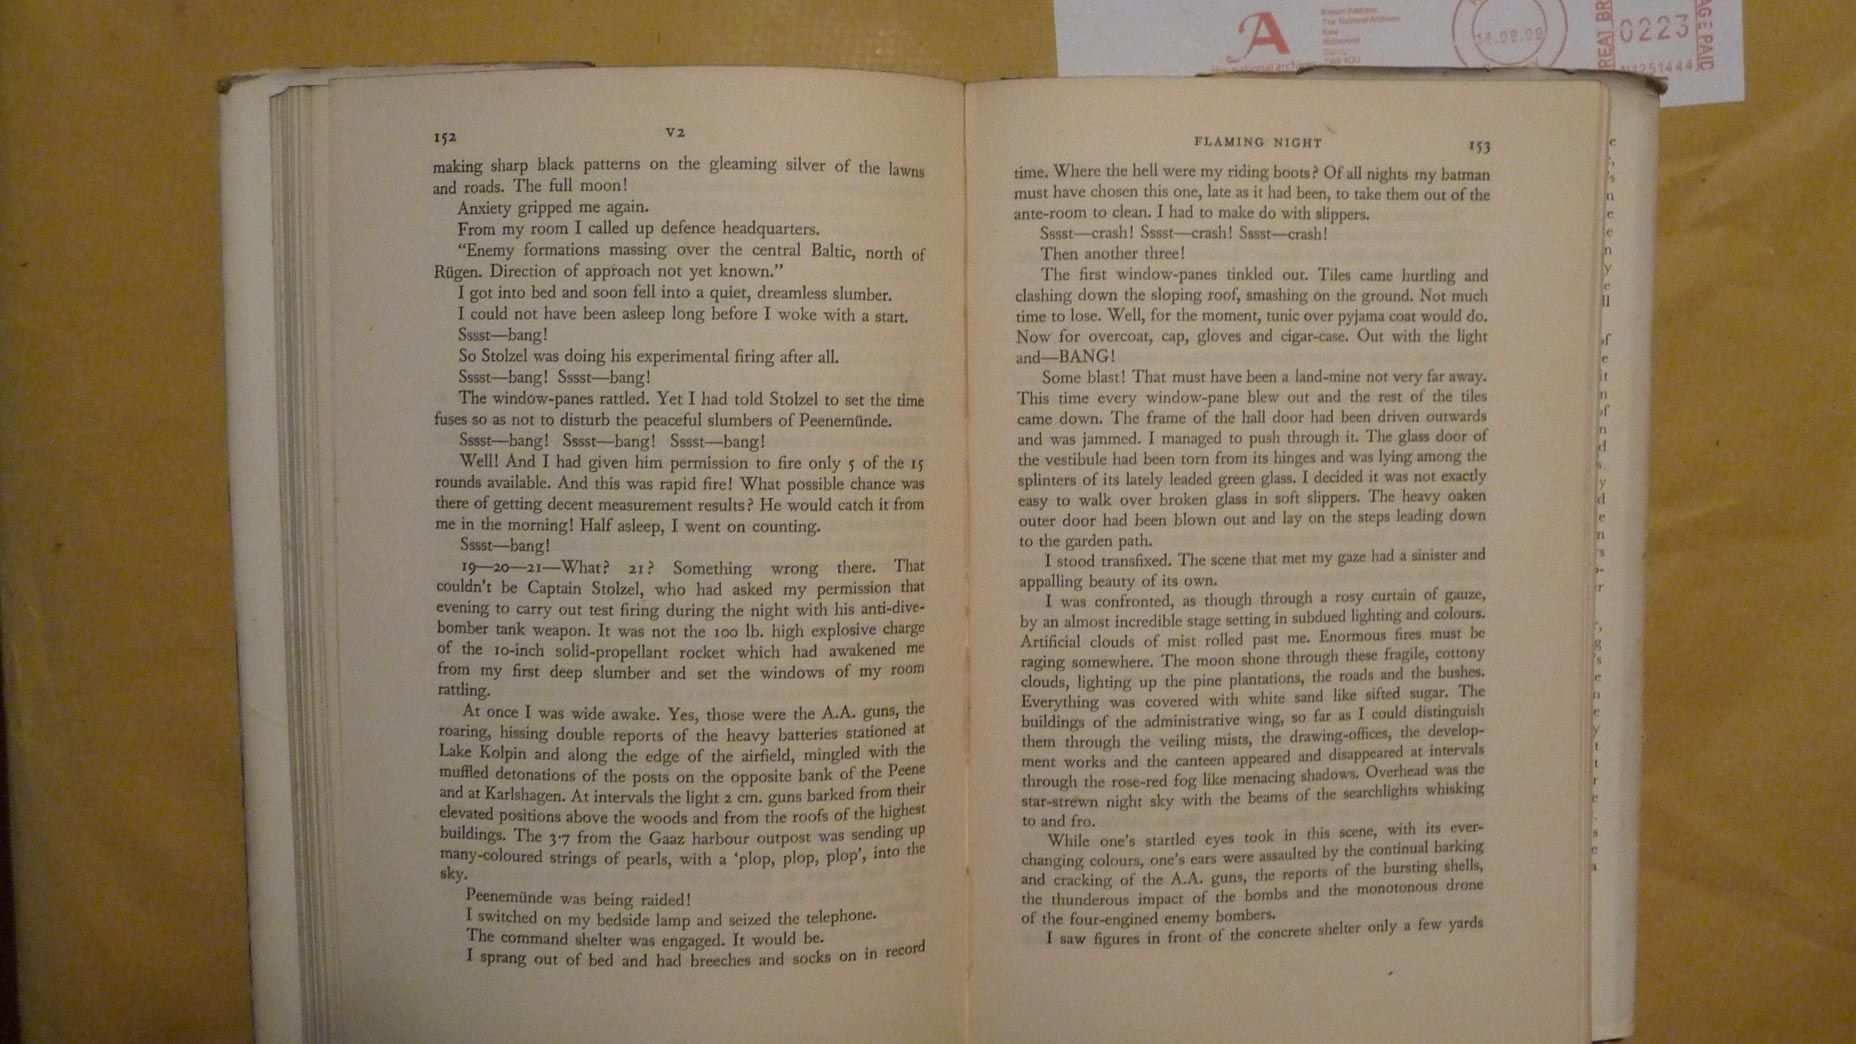 Return Address:
The National Archives
Kew
Richmond
TW9 4DU
A
14.08.09
GREAT BR
0223
N1251444
AGE PAID
152
V2
making sharp black patterns on the gleaming silver of the lawns
and roads. The full moon!
Anxiety gripped me again.
From my room I called up defence headquarters.
“Enemy formations massing over the central Baltic, north of
Rügen. Direction of approach not yet known.”
I got into bed and soon fell into a quiet, dreamless slumber.
I could not have been asleep long before I woke with a start.
Sssst—bang!
So Stolzel was doing his experimental firing after all.
Sssst—bang! Sssst—bang!
The window-panes rattled. Yet I had told Stolzel to set the time
fuses so as not to disturb the peaceful slumbers of Peenemünde.
Sssst—bang! Sssst—bang! Sssst—bang!
Well! And I had given him permission to fire only 5 of the 15
rounds available. And this was rapid fire! What possible chance was
there of getting decent measurement results? He would catch it from
me in the morning! Half asleep, I went on counting.
Sssst—bang!
19—20—21—What? 21? Something wrong there. That
couldn't be Captain Stolzel, who had asked my permission that
evening to carry out test firing during the night with his anti-dive-
bomber tank weapon. It was not the 100 lb. high explosive charge
of the 10-inch solid-propellant rocket which had awakened me
from my first deep slumber and set the windows of my room
rattling.
At once I was wide awake. Yes, those were the A.A. guns, the
roaring, hissing double reports of the heavy batteries stationed at
Lake Kolpin and along the edge of the airfield, mingled with the
muffled detonations of the posts on the opposite bank of the Peene
and at Karlshagen. At intervals the light 2 cm. guns barked from their
elevated positions above the woods and from the roofs of the highest
buildings. The 3·7 from the Gaaz harbour outpost was sending up
many-coloured strings of pearls, with a ‘plop, plop, plop’, into the
sky.
Peenemünde was being raided!
I switched on my bedside lamp and seized the telephone.
The command shelter was engaged. It would be.
I sprang out of bed and had breeches and socks on in record
FLAMING NIGHT
153
time. Where the hell were my riding boots? Of all nights my batman
must have chosen this one, late as it had been, to take them out of the
ante-room to clean. I had to make do with slippers.
Sssst—crash! Sssst—crash! Sssst—crash!
Then another three!
The first window-panes tinkled out. Tiles came hurtling and
clashing down the sloping roof, smashing on the ground. Not much
time to lose. Well, for the moment, tunic over pyjama coat would do.
Now for overcoat, cap, gloves and cigar-case. Out with the light
and—BANG!
Some blast! That must have been a land-mine not very far away.
This time every window-pane blew out and the rest of the tiles
came down. The frame of the hall door had been driven outwards
and was jammed. I managed to push through it. The glass door of
the vestibule had been torn from its hinges and was lying among the
splinters of its lately leaded green glass. I decided it was not exactly
easy to walk over broken glass in soft slippers. The heavy oaken
outer door had been blown out and lay on the steps leading down
to the garden path.
I stood transfixed. The scene that met my gaze had a sinister and
appalling beauty of its own.
I was confronted, as though through a rosy curtain of gauze,
by an almost incredible stage setting in subdued lighting and colours.
Artificial clouds of mist rolled past me. Enormous fires must be
raging somewhere. The moon shone through these fragile, cottony
clouds, lighting up the pine plantations, the roads and the bushes.
Everything was covered with white sand like sifted sugar. The
buildings of the administrative wing, so far as I could distinguish
them through the veiling mists, the drawing-offices, the develop-
ment works and the canteen appeared and disappeared at intervals
through the rose-red fog like menacing shadows. Overhead was the
star-strewn night sky with the beams of the searchlights whisking
to and fro.
While one's startled eyes took in this scene, with its ever-
changing colours, one's ears were assaulted by the continual barking
and cracking of the A.A. guns, the reports of the bursting shells,
the thunderous impact of the bombs and the monotonous drone
of the four-engined enemy bombers.
I saw figures in front of the concrete shelter only a few yards